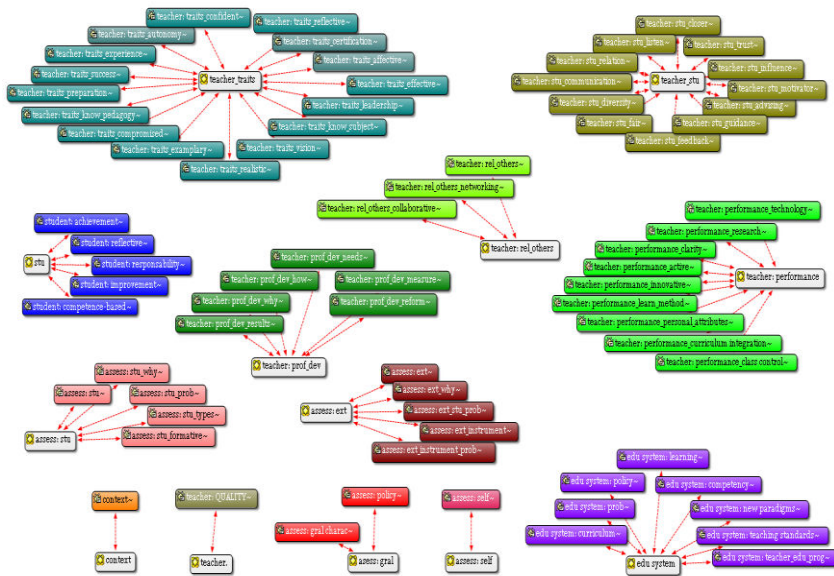 teacher: traits_confident~
teacher: traits_reflective~
teacher: traits_autonomy~
teacher: traits_certification~
teacher: traits_experience~
teacher: traits_affective~
teacher: traits_success~
teacher_traits
teacher: traits_effective~
teacher: traits_preparation~
teacher: traits_leadership~
teacher: traits_know_pedagogy~
teacher: traits_know_subject~
teacher: traits_compromised~
teacher: traits_examplary~
teacher: traits_vision~
teacher: traits_realistic~
teacher: stu_closer~
teacher: stu_listen~
teacher: stu_trust~
teacher: stu_relation~
teacher: stu_influence~
teacher: stu_communication~
teacher_stu
teacher: stu_motivator~
teacher: stu_diversity~
teacher: stu_advising~
teacher: stu_fair~
teacher: stu_guidance~
teacher: stu_feedback~
teacher: rel_others~
teacher: rel_others_networking~
teacher: rel_others_collaborative~
teacher: rel_others
student: achievement~
student: reflective~
stu
student: responsability~
student: improvement~
student: competence-based~
teacher: prof_dev_needs~
teacher: prof_dev_how~
teacher: prof_dev_measure~
teacher: prof_dev_why~
teacher: prof_dev_reform~
teacher: prof_dev_results~
teacher: prof_dev
teacher: performance_technology~
teacher: performance_research~
teacher: performance_clarity~
teacher: performance_active~
teacher: performance
teacher: performance_innovative~
teacher: performance_learn_method~
teacher: performance_personal_attributes~
teacher: performance_curriculum integration~
teacher: performance_class control~
assess: stu_why~
assess: stu~
assess: stu_prob~
assess: stu_types~
assess: stu_formative~
assess: stu
assess: ext~
assess: ext_why~
assess: ext_stu_prob~
assess: ext
assess: ext_instrument~
assess: ext_instrument_prob~
context~
context
teacher: QUALITY~
teacher.
assess: policy~
assess: gral charac~
asess: gral
assess: self~
assess: self
edu system: learning~
edu system: policy~
edu system: competency~
edu system: prob~
edu system: new paradigms~
edu system: curriculum~
edu system: teaching standards~
edu system: teacher_edu_prog~
edu system